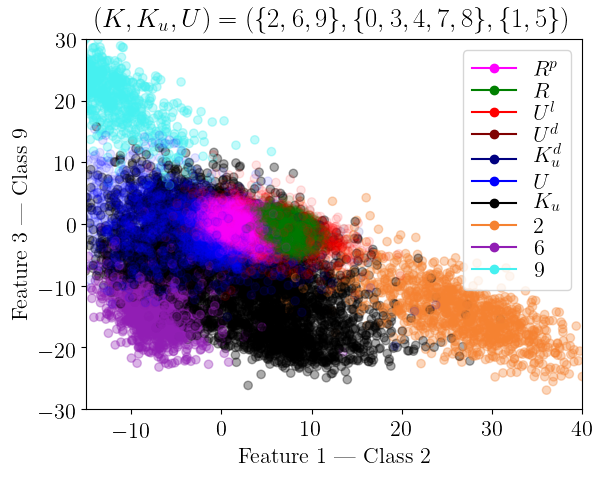 (K, K_u, U) = ({2, 6, 9}, {0, 3, 4, 7, 8}, {1, 5})
30
20
10
0
−10
−20
−30
Feature 3 — Class 9
R^p
R
U^l
U^d
K_u^d
U
K_u
2
6
9
−10
0
10
20
30
40
Feature 1 — Class 2